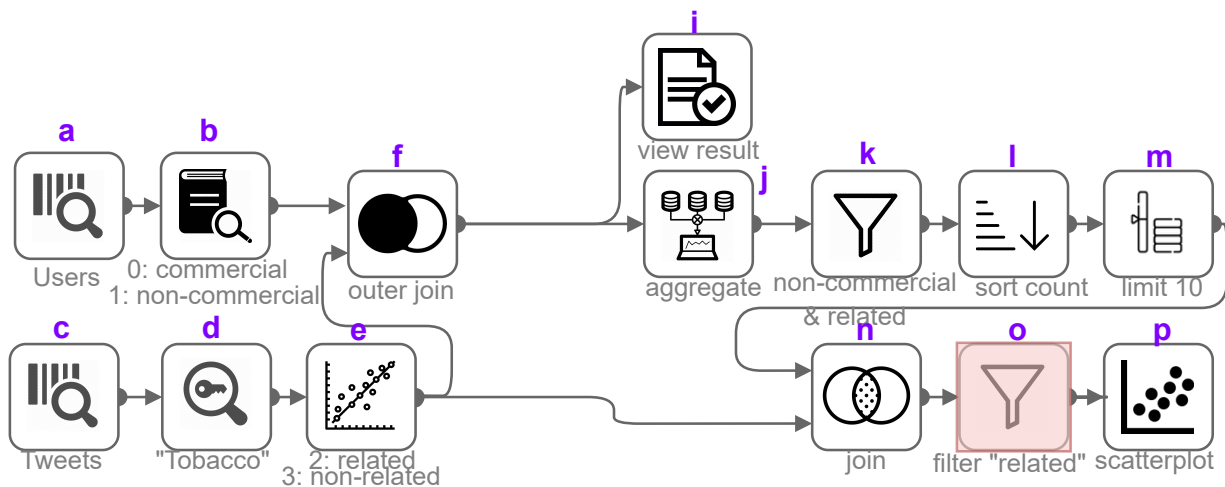 i
view result
a
b
f
j
k
l
m
Users
0: commercial
1: non-commercial
outer join
aggregate
non-commercial
& related
sort count
limit 10
c
d
e
n
o
p
Tweets
"Tobacco"
2: related
3: non-related
join
filter "related"
scatterplot